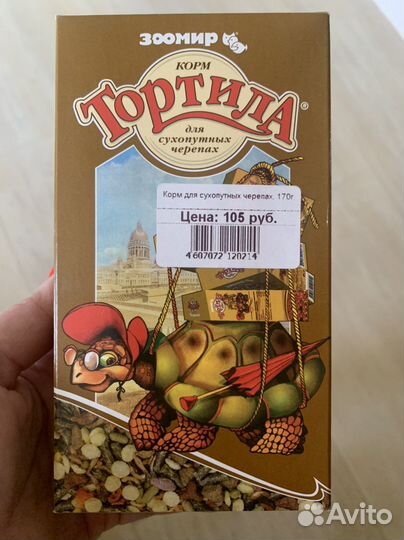 ЗООМИР
КОРМ
ТОРТИЛА®
для
сухопутных
черепах
Корм для сухопутных черепах, 170г
Цена: 105 руб.
4 607072 120214
Avito